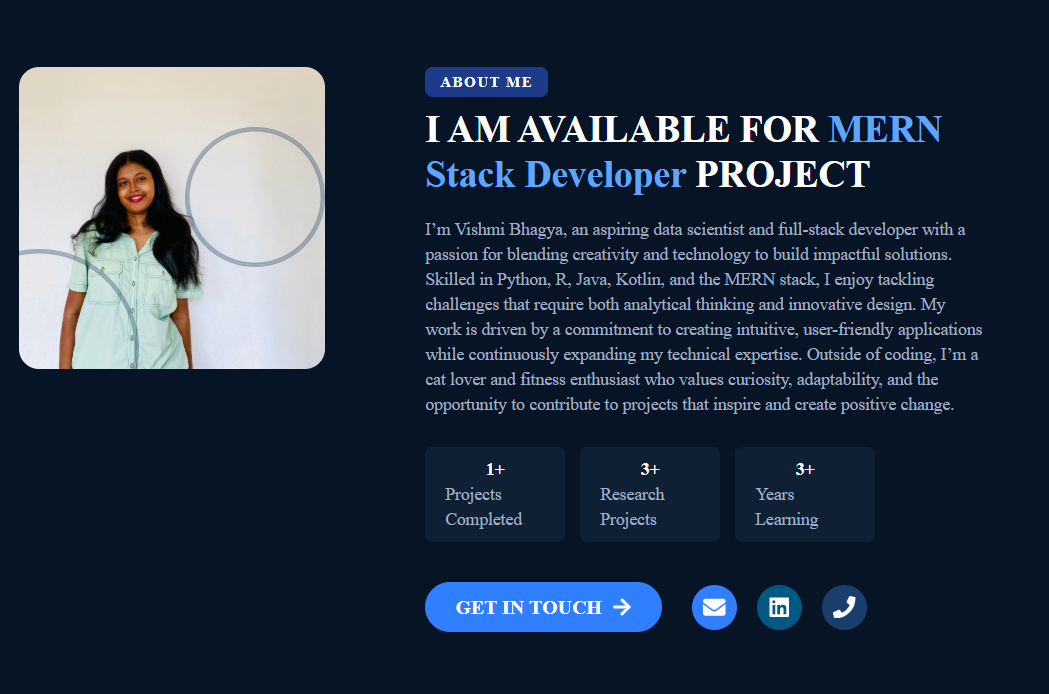 ABOUT ME
I AM AVAILABLE FOR MERN
Stack Developer PROJECT
I’m Vishmi Bhagya, an aspiring data scientist and full-stack developer with a
passion for blending creativity and technology to build impactful solutions.
Skilled in Python, R, Java, Kotlin, and the MERN stack, I enjoy tackling
challenges that require both analytical thinking and innovative design. My
work is driven by a commitment to creating intuitive, user-friendly applications
while continuously expanding my technical expertise. Outside of coding, I’m a
cat lover and fitness enthusiast who values curiosity, adaptability, and the
opportunity to contribute to projects that inspire and create positive change.
1+
Projects
Completed
3+
Research
Projects
3+
Years
Learning
GET IN TOUCH
in